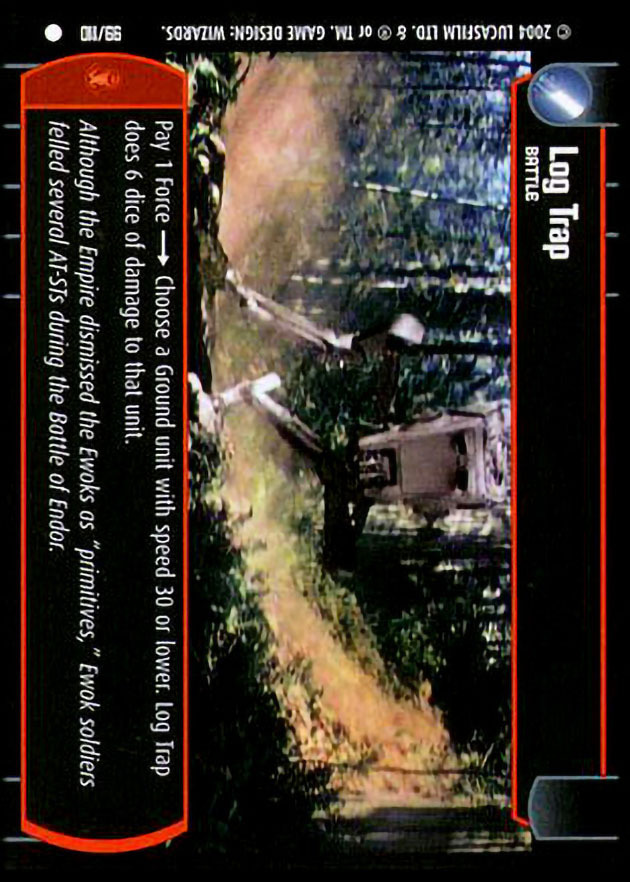 Log Trap
BATTLE
Pay 1 Force → Choose a Ground unit with speed 30 or lower. Log Trap
does 6 dice of damage to that unit.
Although the Empire dismissed the Ewoks as “primitives,” Ewok soldiers
felled several AT-STs during the Battle of Endor.
99/110
© 2004 LUCASFILM LTD. & ® or TM. GAME DESIGN: WIZARDS.